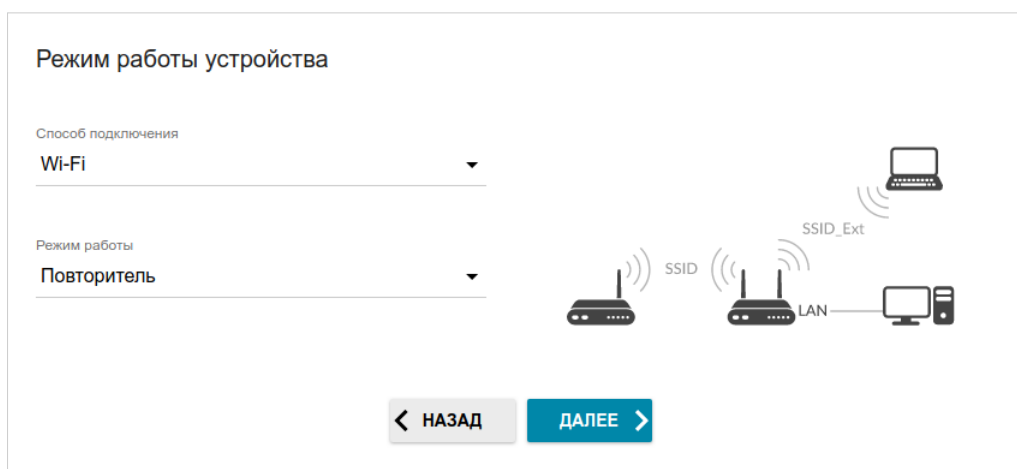 Режим работы устройства
Способ подключения
Wi-Fi
Режим работы
Повторитель
SSID
SSID_Ext
LAN
НАЗАД
ДАЛЕЕ